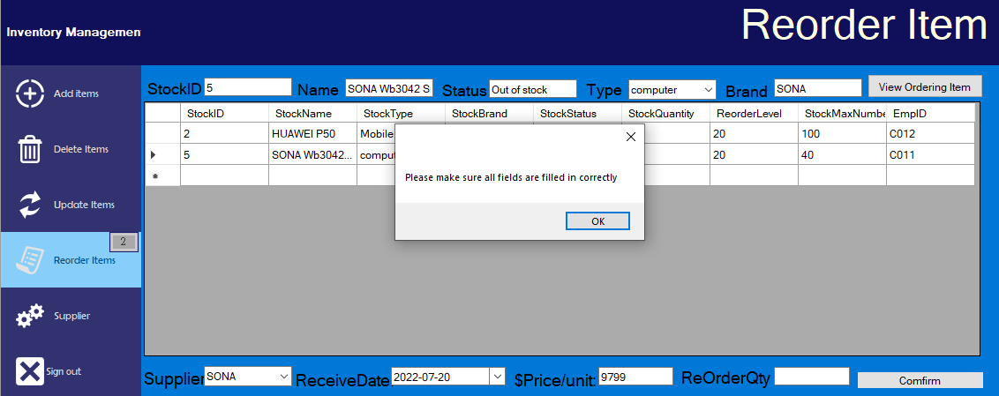 Inventory Managemen
Reorder Item
Add items
Delete Items
Update Items
2
Reorder Items
Supplier
Sign out
StockID 5 Name SONA Wb3042 S Status Out of stock Type computer Brand SONA View Ordering Item
StockID StockName StockType StockBrand StockStatus StockQuantity ReorderLevel StockMaxNumbe EmpID
2 HUAWEI P50 Mobile 20 100 C012
5 SONA Wb3042... comput 20 40 C011
Please make sure all fields are filled in correctly
OK
Supplier SONA ReceiveDate 2022-07-20 $Price/unit: 9799 ReOrderQty Comfirm